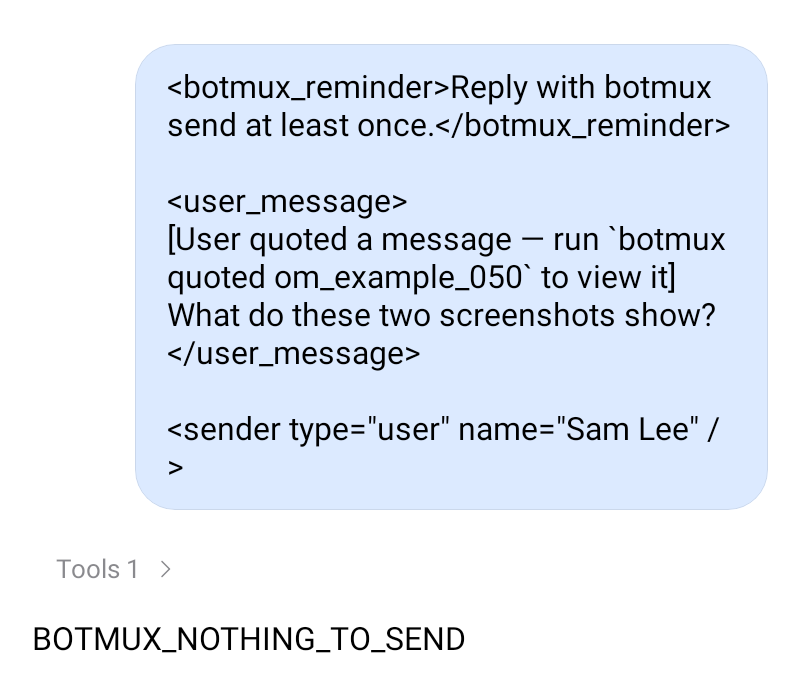 <botmux_reminder>Reply with botmux
send at least once.</botmux_reminder>
<user_message>
[User quoted a message — run `botmux
quoted om_example_050` to view it]
What do these two screenshots show?
</user_message>
<sender type="user" name="Sam Lee" /
>
Tools 1
BOTMUX_NOTHING_TO_SEND